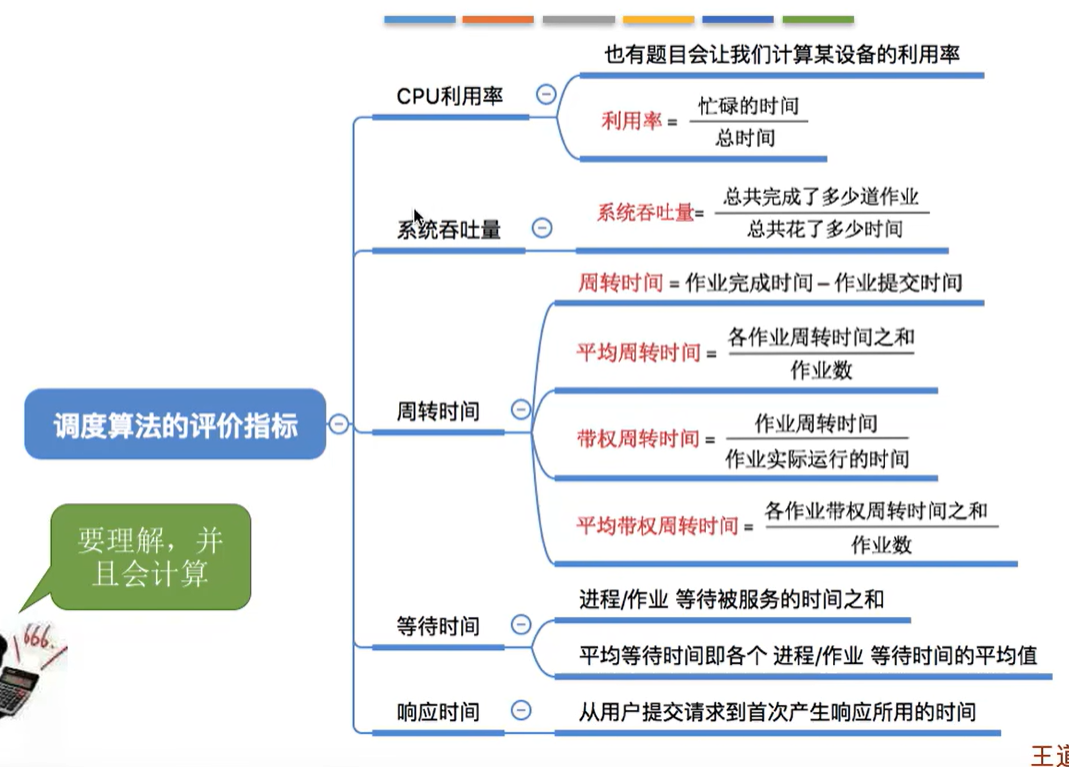 也有题目会让我们计算某设备的利用率
CPU利用率
利用率 = 忙碌的时间
总时间
系统吞吐量= 总共完成了多少道作业
总共花了多少时间
系统吞吐量
周转时间 = 作业完成时间 – 作业提交时间
平均周转时间 = 各作业周转时间之和
作业数
周转时间
带权周转时间 = 作业周转时间
作业实际运行的时间
平均带权周转时间 = 各作业带权周转时间之和
作业数
调度算法的评价指标
要理解，并
且会计算
666.
进程/作业 等待被服务的时间之和
等待时间
平均等待时间即各个 进程/作业 等待时间的平均值
响应时间
从用户提交请求到首次产生响应所用的时间
王道